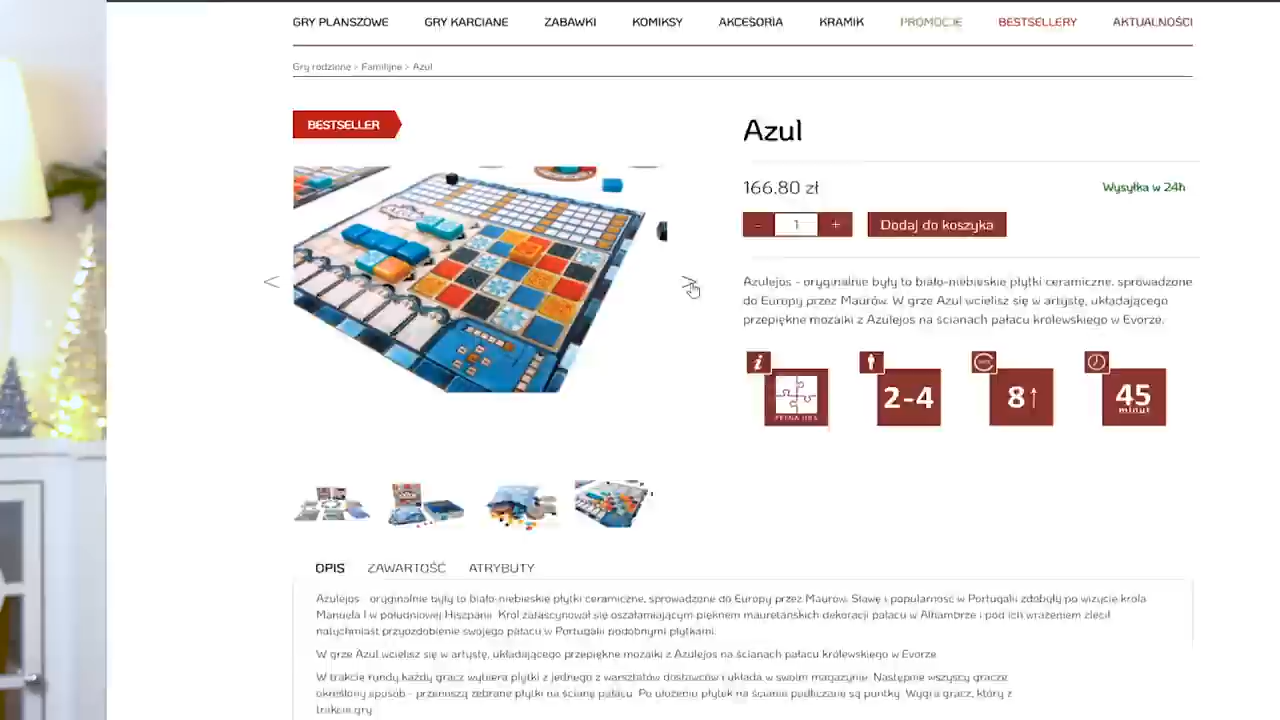 GRY PLANSZOWE GRY KARCIANE ZABAWKI KOMIKSY AKCESORIA KRAMIK PROMOCJE BESTSELLERY AKTUALNOŚCI
Gry rodzinne > Familijne > Azul
BESTSELLER
Azul
166.80 zł
Wysyłka w 24h
- 1 +
Dodaj do koszyka
Azulejos - oryginalnie były to biało-niebieskie płytki ceramiczne, sprowadzone
do Europy przez Maurów. W grze Azul wcielisz się w artystę, układającego
przepiękne mozaiki z Azulejos na ścianach pałacu królewskiego w Evorze.
i
PEŁNA GRA
2-4
8↑
45
minut
< >
OPIS ZAWARTOŚĆ ATRYBUTY
Azulejos - oryginalnie były to biało-niebieskie płytki ceramiczne, sprowadzone do Europy przez Maurów. Sławę i popularność w Portugalii zdobyły po wizycie króla
Manuela I w południowej Hiszpanii. Król zafascynował się oszałamiającym pięknem mauretańskich dekoracji pałacu w Alhambrze i pod ich wrażeniem zlecił
natychmiast przyozdobienie swojego pałacu w Portugalii podobnymi płytkami.
W grze Azul wcielisz się w artystę, układającego przepiękne mozaiki z Azulejos na ścianach pałacu królewskiego w Evorze.
W trakcie rundy każdy gracz wybiera płytki z jednego z warsztatów dostawców i układa w swoim magazynie. Następnie wszyscy gracze
określony sposób - przenoszą zebrane płytki na ścianę pałacu. Po ułożeniu płytek na ścianie podliczane są punkty. Wygra gracz, który z